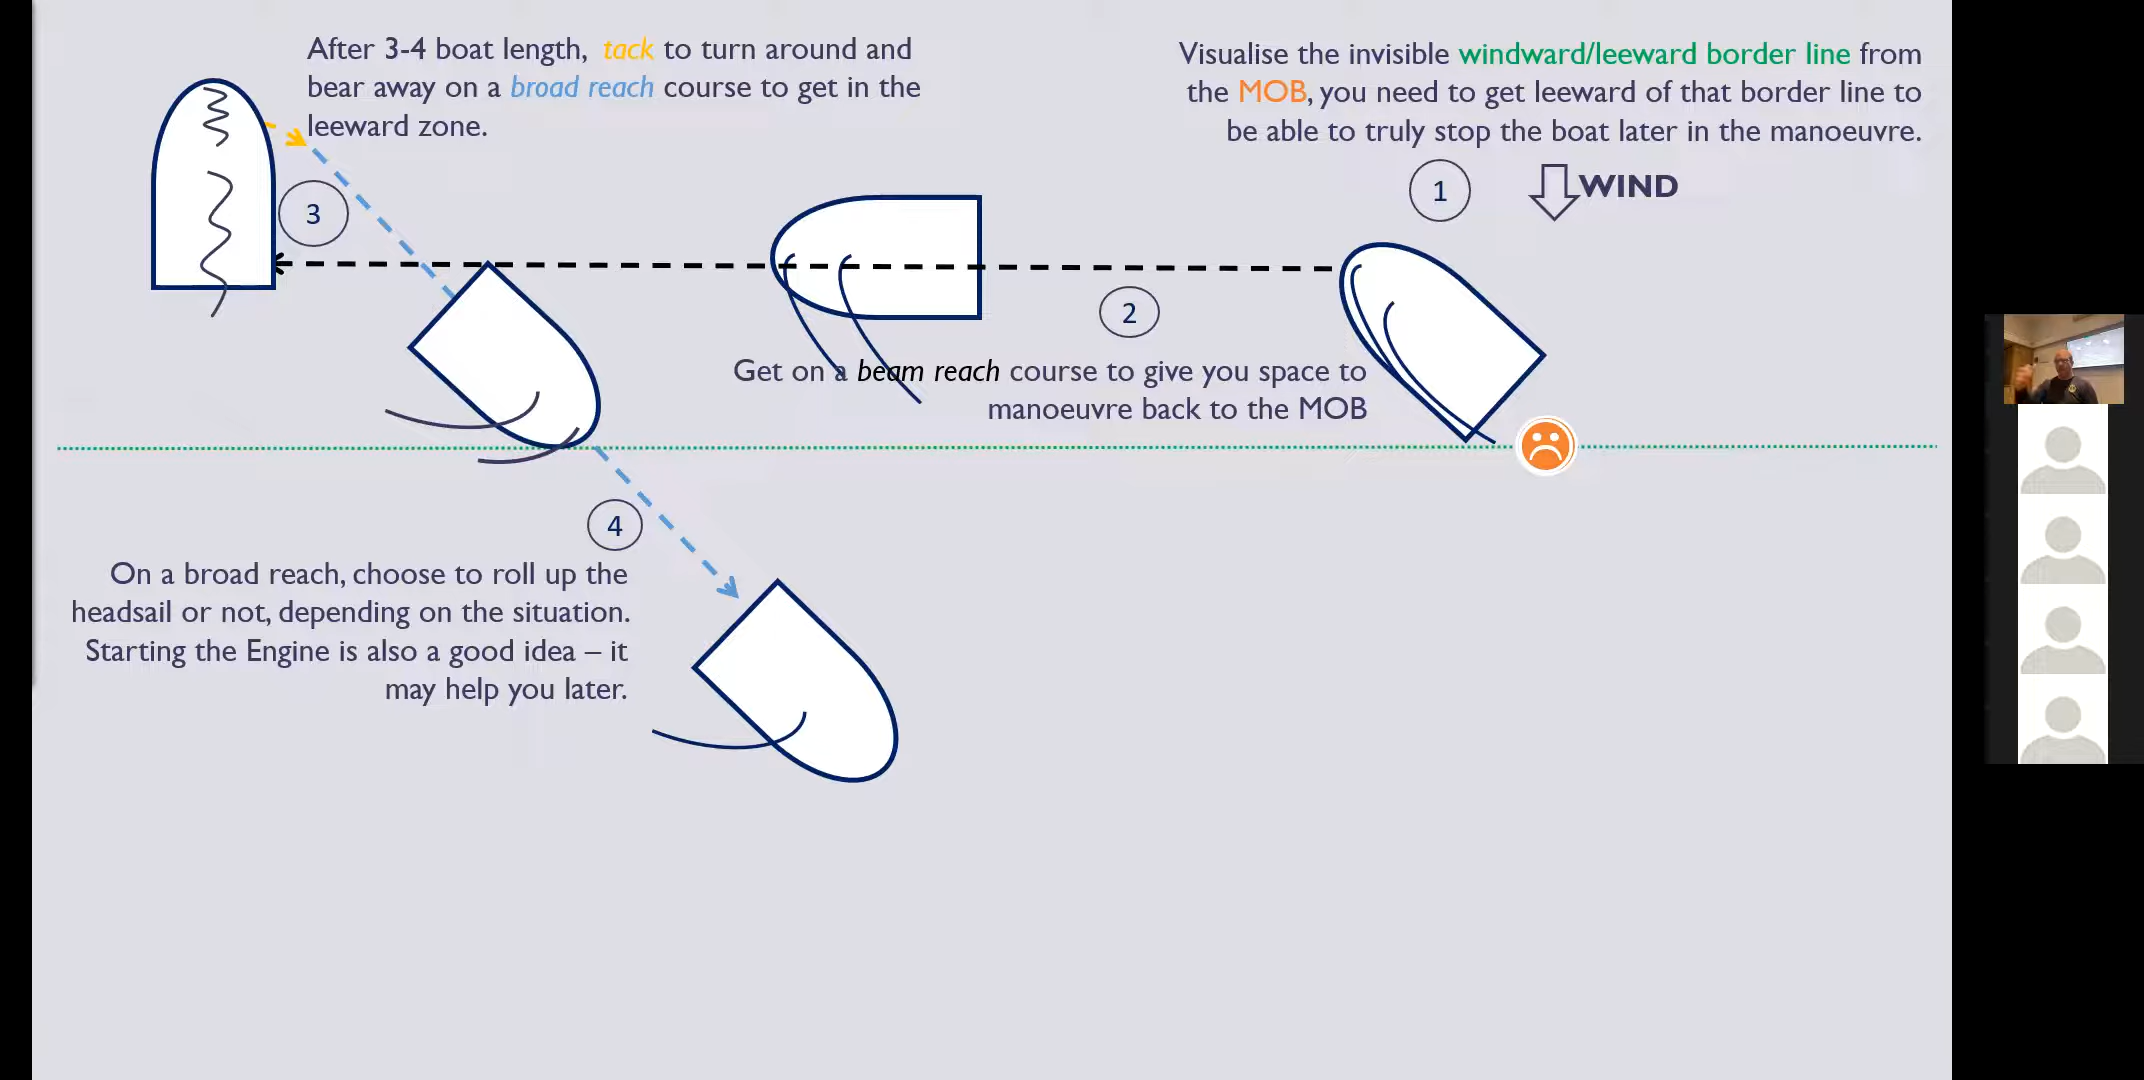 After 3-4 boat length, tack to turn around and
bear away on a broad reach course to get in the
leeward zone.
Visualise the invisible windward/leeward border line from
the MOB, you need to get leeward of that border line to
be able to truly stop the boat later in the manoeuvre.
1
WIND
3
2
Get on a beam reach course to give you space to
manoeuvre back to the MOB
4
On a broad reach, choose to roll up the
headsail or not, depending on the situation.
Starting the Engine is also a good idea – it
may help you later.